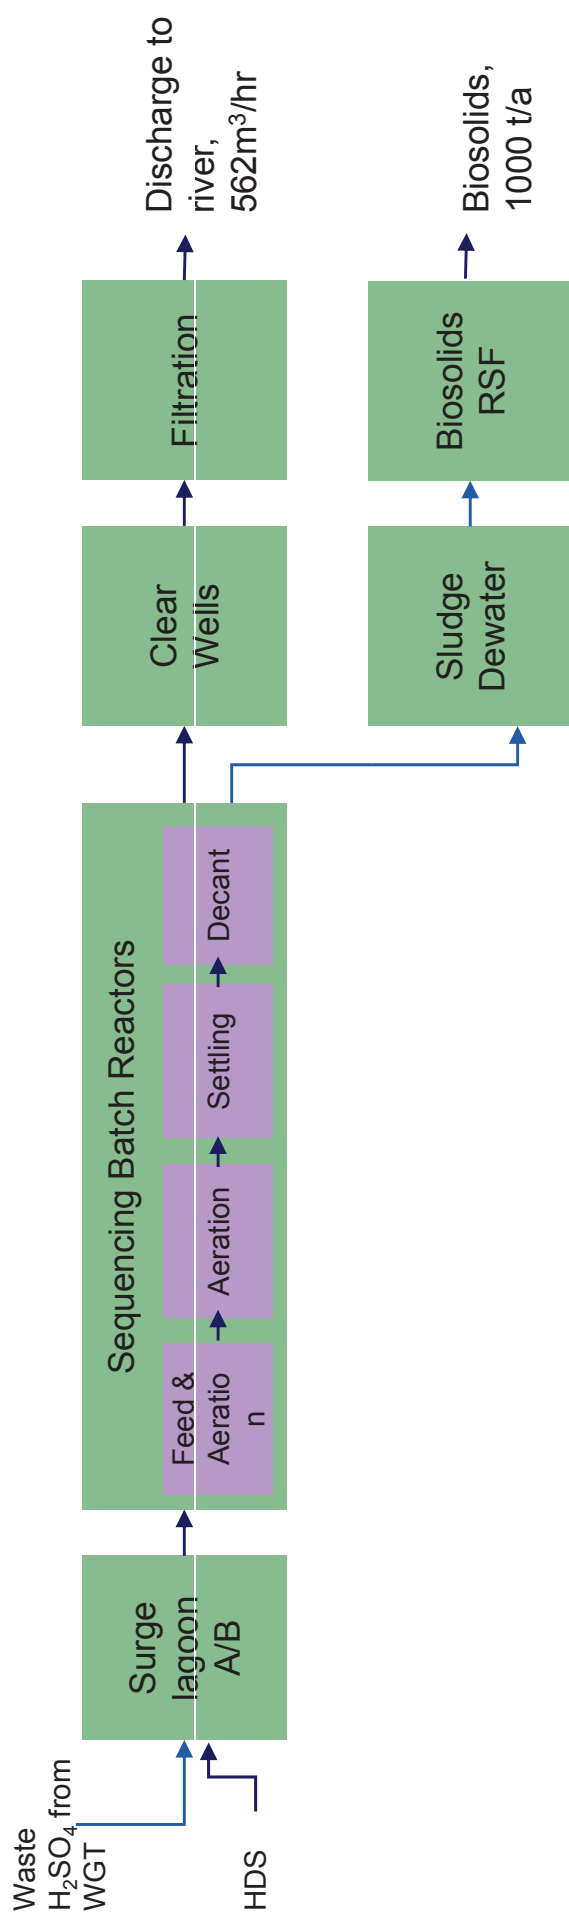 Waste
H₂SO₄ from
WGT
HDS
Surge
lagoon
A/B
Sequencing Batch Reactors
Feed &
Aeratio
n
Aeration
Settling
Decant
Clear
Wells
Filtration
Discharge to
river,
562m³/hr
Sludge
Dewater
Biosolids
RSF
Biosolids,
1000 t/a